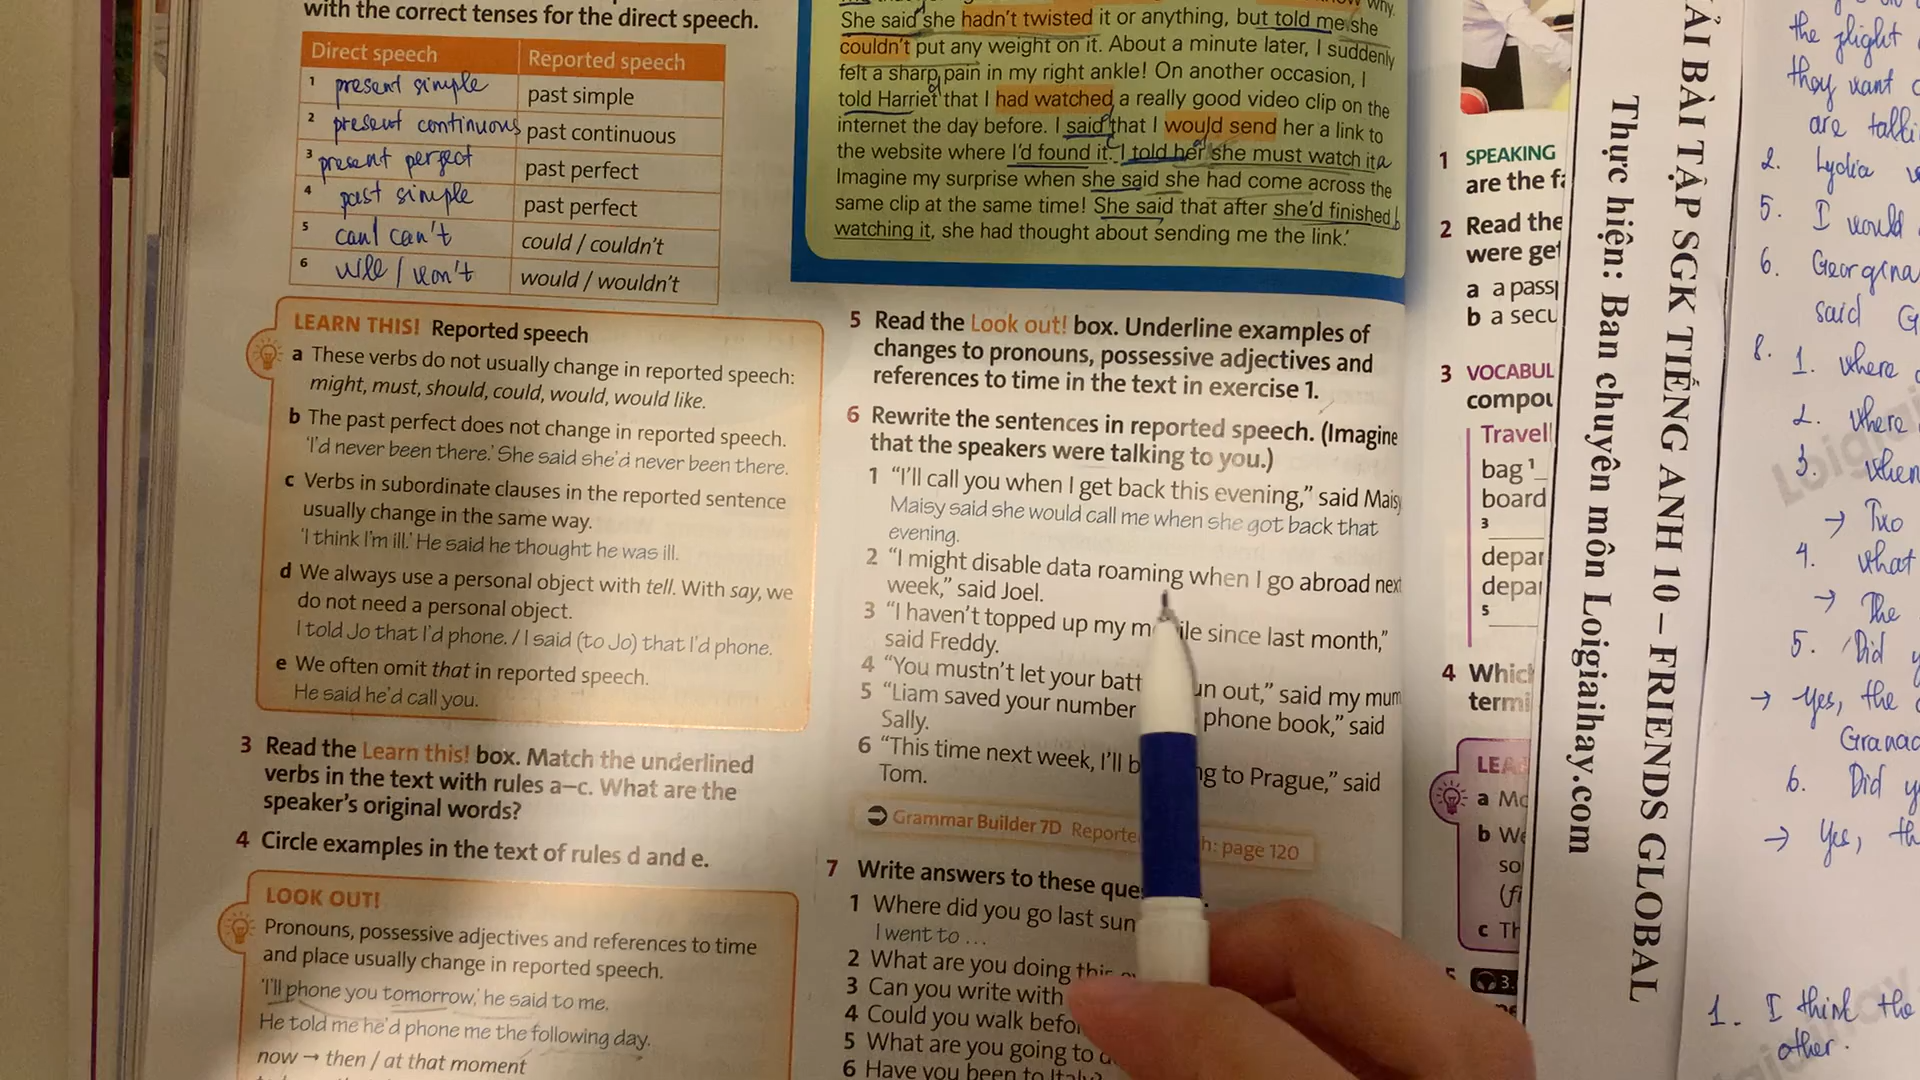 with the correct tenses for the direct speech.
Direct speech Reported speech
1 present simple past simple
2 present continuous past continuous
3 present perfect past perfect
4 past simple past perfect
5 can/can't could / couldn't
6 will / won't would / wouldn't
LEARN THIS! Reported speech
a These verbs do not usually change in reported speech:
might, must, should, could, would, would like.
b The past perfect does not change in reported speech.
'I'd never been there.' She said she'd never been there.
c Verbs in subordinate clauses in the reported sentence
usually change in the same way.
'I think I'm ill.' He said he thought he was ill.
d We always use a personal object with tell. With say, we
do not need a personal object.
I told Jo that I'd phone. / I said (to Jo) that I'd phone.
e We often omit that in reported speech.
He said he'd call you.
3 Read the Learn this! box. Match the underlined
verbs in the text with rules a–c. What are the
speaker's original words?
4 Circle examples in the text of rules d and e.
LOOK OUT!
Pronouns, possessive adjectives and references to time
and place usually change in reported speech.
'I'll phone you tomorrow,' he said to me.
He told me he'd phone me the following day.
now → then / at that moment
why.
She said she hadn't twisted it or anything, but told me she
couldn't put any weight on it. About a minute later, I suddenly
felt a sharp pain in my right ankle! On another occasion, I
told Harriet that I had watched a really good video clip on the
internet the day before. I said that I would send her a link to
the website where I'd found it. I told her she must watch it a
Imagine my surprise when she said she had come across the
same clip at the same time! She said that after she'd finished b
watching it, she had thought about sending me the link.'
5 Read the Look out! box. Underline examples of
changes to pronouns, possessive adjectives and
references to time in the text in exercise 1.
6 Rewrite the sentences in reported speech. (Imagine
that the speakers were talking to you.)
1 "I'll call you when I get back this evening," said Maisy
Maisy said she would call me when she got back that
evening.
2 "I might disable data roaming when I go abroad next
week," said Joel.
3 "I haven't topped up my mobile since last month,"
said Freddy.
4 "You mustn't let your batt un out," said my mum
5 "Liam saved your number phone book," said
Sally.
6 "This time next week, I'll b ng to Prague," said
Tom.
Grammar Builder 7D Reporte h: page 120
7 Write answers to these que
1 Where did you go last sum
I went to ...
2 What are you doing this
3 Can you write with
4 Could you walk befo
5 What are you going to d
6 Have you been to Italy?
1 SPEAKING
are the fa
2 Read the
were get
a a passp
b a secu
3 VOCABUL
compou
Travel
bag 1
board
3
depar
depa
5
4 Which
termi
LEA
a Mo
b We
so
(fi
c Th
5 3.
ẢI BÀI TẬP SGK TIẾNG ANH 10 – FRIENDS GLOBAL
Thực hiện: Ban chuyên môn Loigiaihay.com
the flight
they want
are talki
2. Lydia
5. I would
6. Georgina
said G
8. 1. where
2. where
3. when
→ Two
4. what
→ The
5. Did y
→ Yes, the
Granad
6. Did y
→ Yes, th
1. I think the
other.